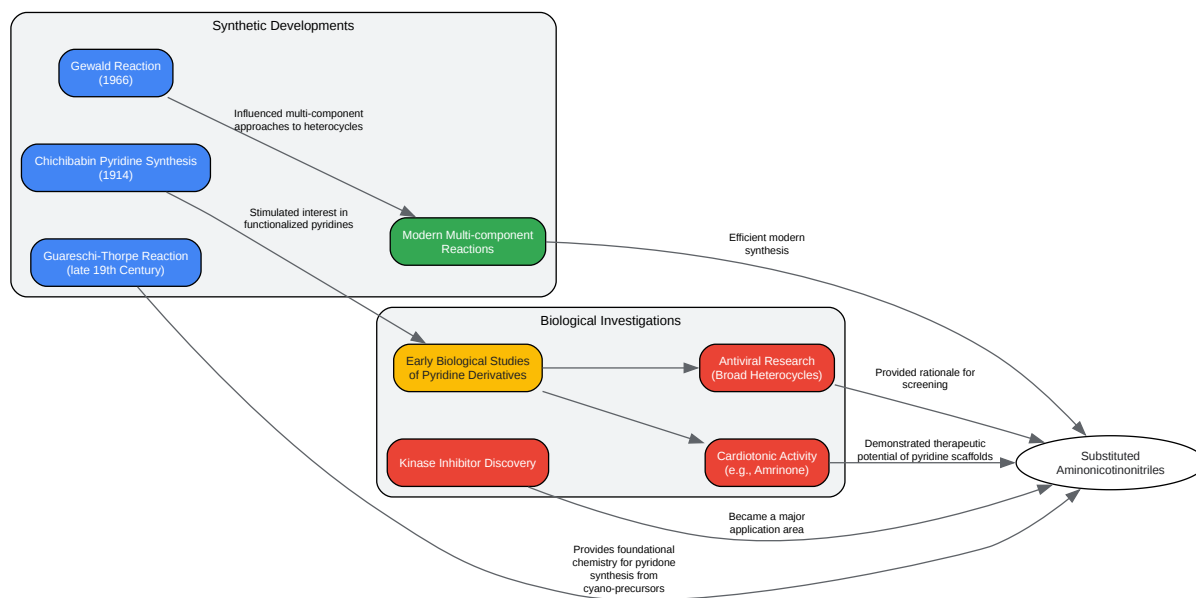 Synthetic Developments
Gewald Reaction
(1966)
Influenced multi-component
approaches to heterocycles
Chichibabin Pyridine Synthesis
(1914)
Stimulated interest in
functionalized pyridines
Modern Multi-component
Reactions
Guareschi-Thorpe Reaction
(late 19th Century)
Efficient modern
synthesis
Biological Investigations
Early Biological Studies
of Pyridine Derivatives
Antiviral Research
(Broad Heterocycles)
Provided rationale for
screening
Kinase Inhibitor Discovery
Cardiotonic Activity
(e.g., Amrinone)
Demonstrated therapeutic
potential of pyridine scaffolds
Substituted
Aminonicotinonitriles
Became a major
application area
Provides foundational
chemistry for pyridone
synthesis from
cyano-precursors